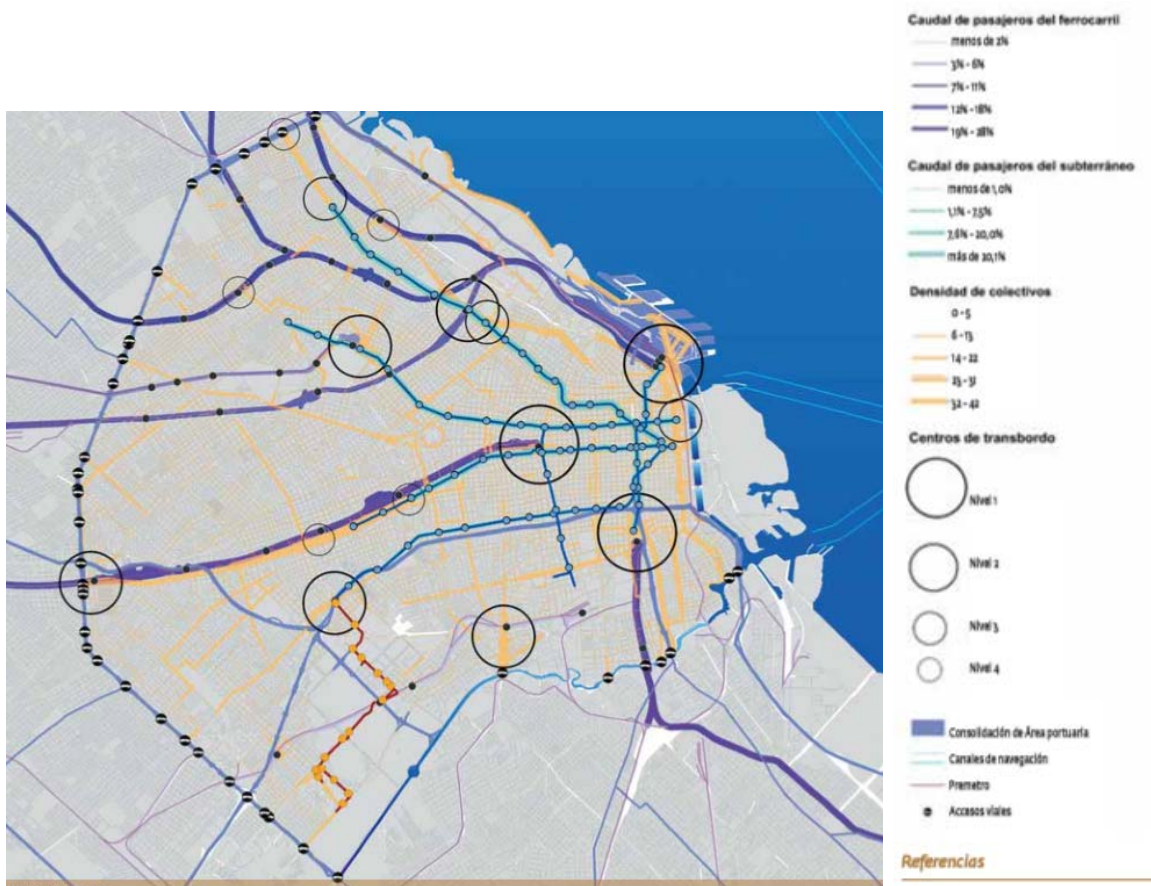 Caudal de pasajeros del ferrocarril
menos de 2%
3% - 6%
7% - 11%
12% - 18%
19% - 28%
Caudal de pasajeros del subterráneo
menos de 1,0%
1,1% - 7,5%
7,6% - 20,0%
más de 20,1%
Densidad de colectivos
0 - 5
6 - 13
14 - 22
23 - 31
32 - 42
Centros de transbordo
Nivel 1
Nivel 2
Nivel 3
Nivel 4
Consolidación de Área portuaria
Canales de navegación
Premetro
Accesos viales
Referencias